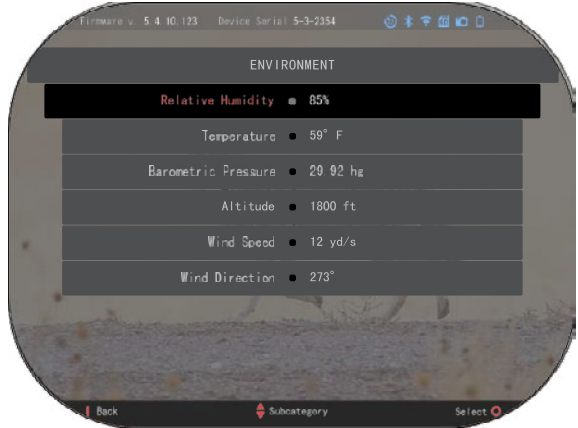 Firmware v. 5.4.10.123 Device Serial 5-3-2354
ENVIRONMENT
Relative Humidity 85%
Temperature 59° F
Barometric Pressure 29 92 hg
Altitude 1800 ft
Wind Speed 12 yd/s
Wind Direction 273°
Back Subcategory Select